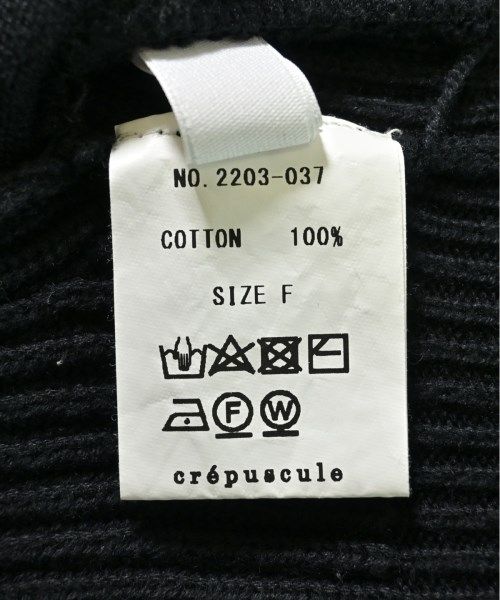 NO. 2203-037
COTTON 100%
SIZE F
F W
crépuscule